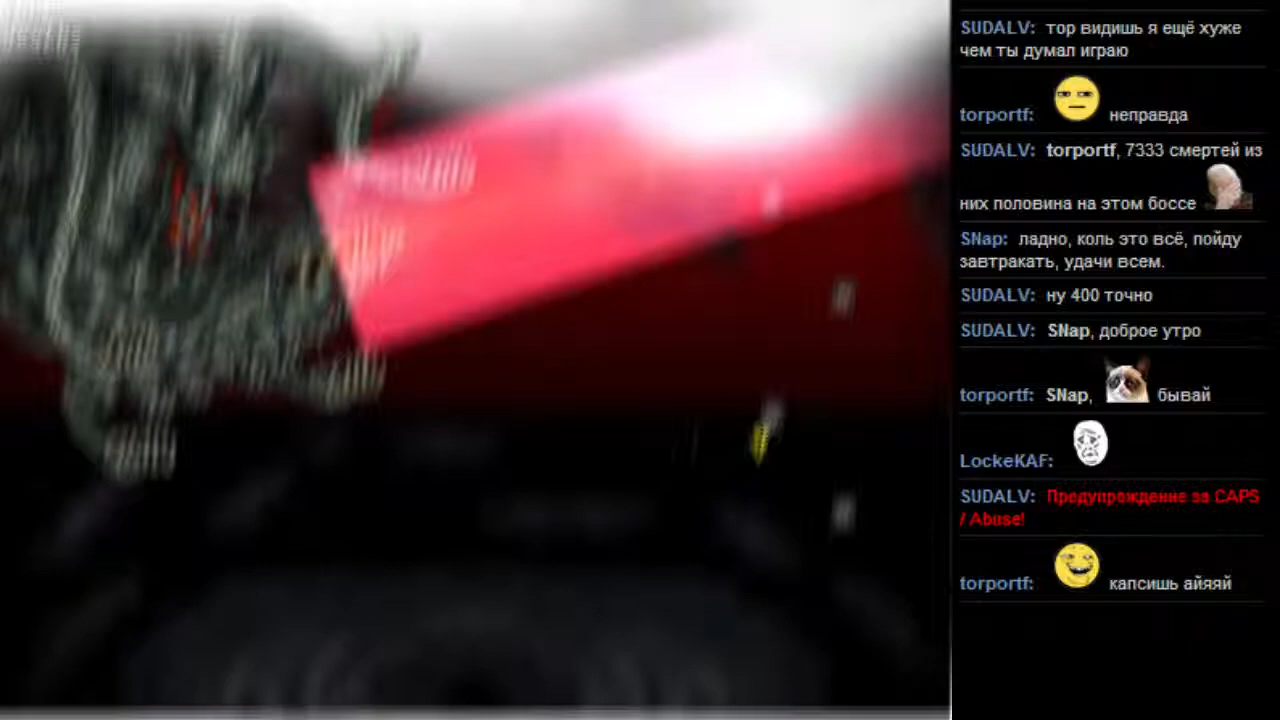 SUDALV: тор видишь я ещё хуже
чем ты думал играю
torportf: неправда
SUDALV: torportf, 7333 смертей из
них половина на этом боссе
SNap: ладно, коль это всё, пойду
завтракать, удачи всем.
SUDALV: ну 400 точно
SUDALV: SNap, доброе утро
torportf: SNap, бывай
LockeKAF:
SUDALV: Предупрождение за CAPS
/ Abuse!
torportf: капсишь айяяй